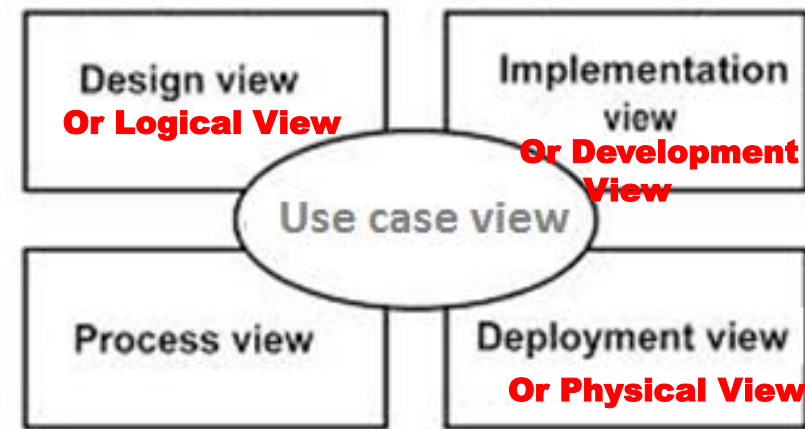 Design view
Or Logical View
Implementation
view
Or Development
View
Use case view
Process view
Deployment view
Or Physical View